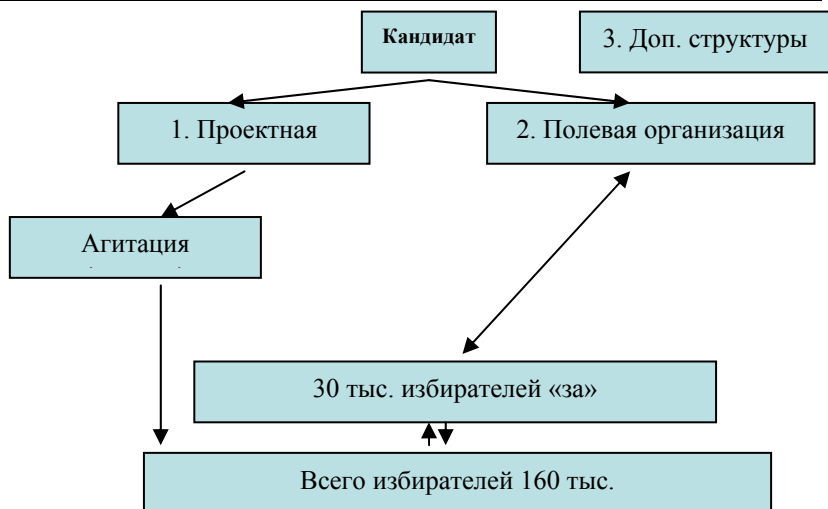 Кандидат
3. Доп. структуры
1. Проектная
2. Полевая организация
Агитация
30 тыс. избирателей «за»
Всего избирателей 160 тыс.